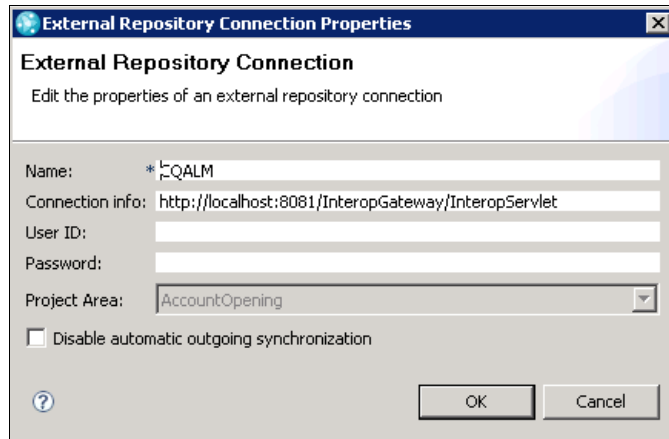 External Repository Connection Properties
External Repository Connection
Edit the properties of an external repository connection
Name: * CQALM
Connection info: http://localhost:8081/InteropGateway/InteropServlet
User ID:
Password:
Project Area: AccountOpening
Disable automatic outgoing synchronization
? OK Cancel